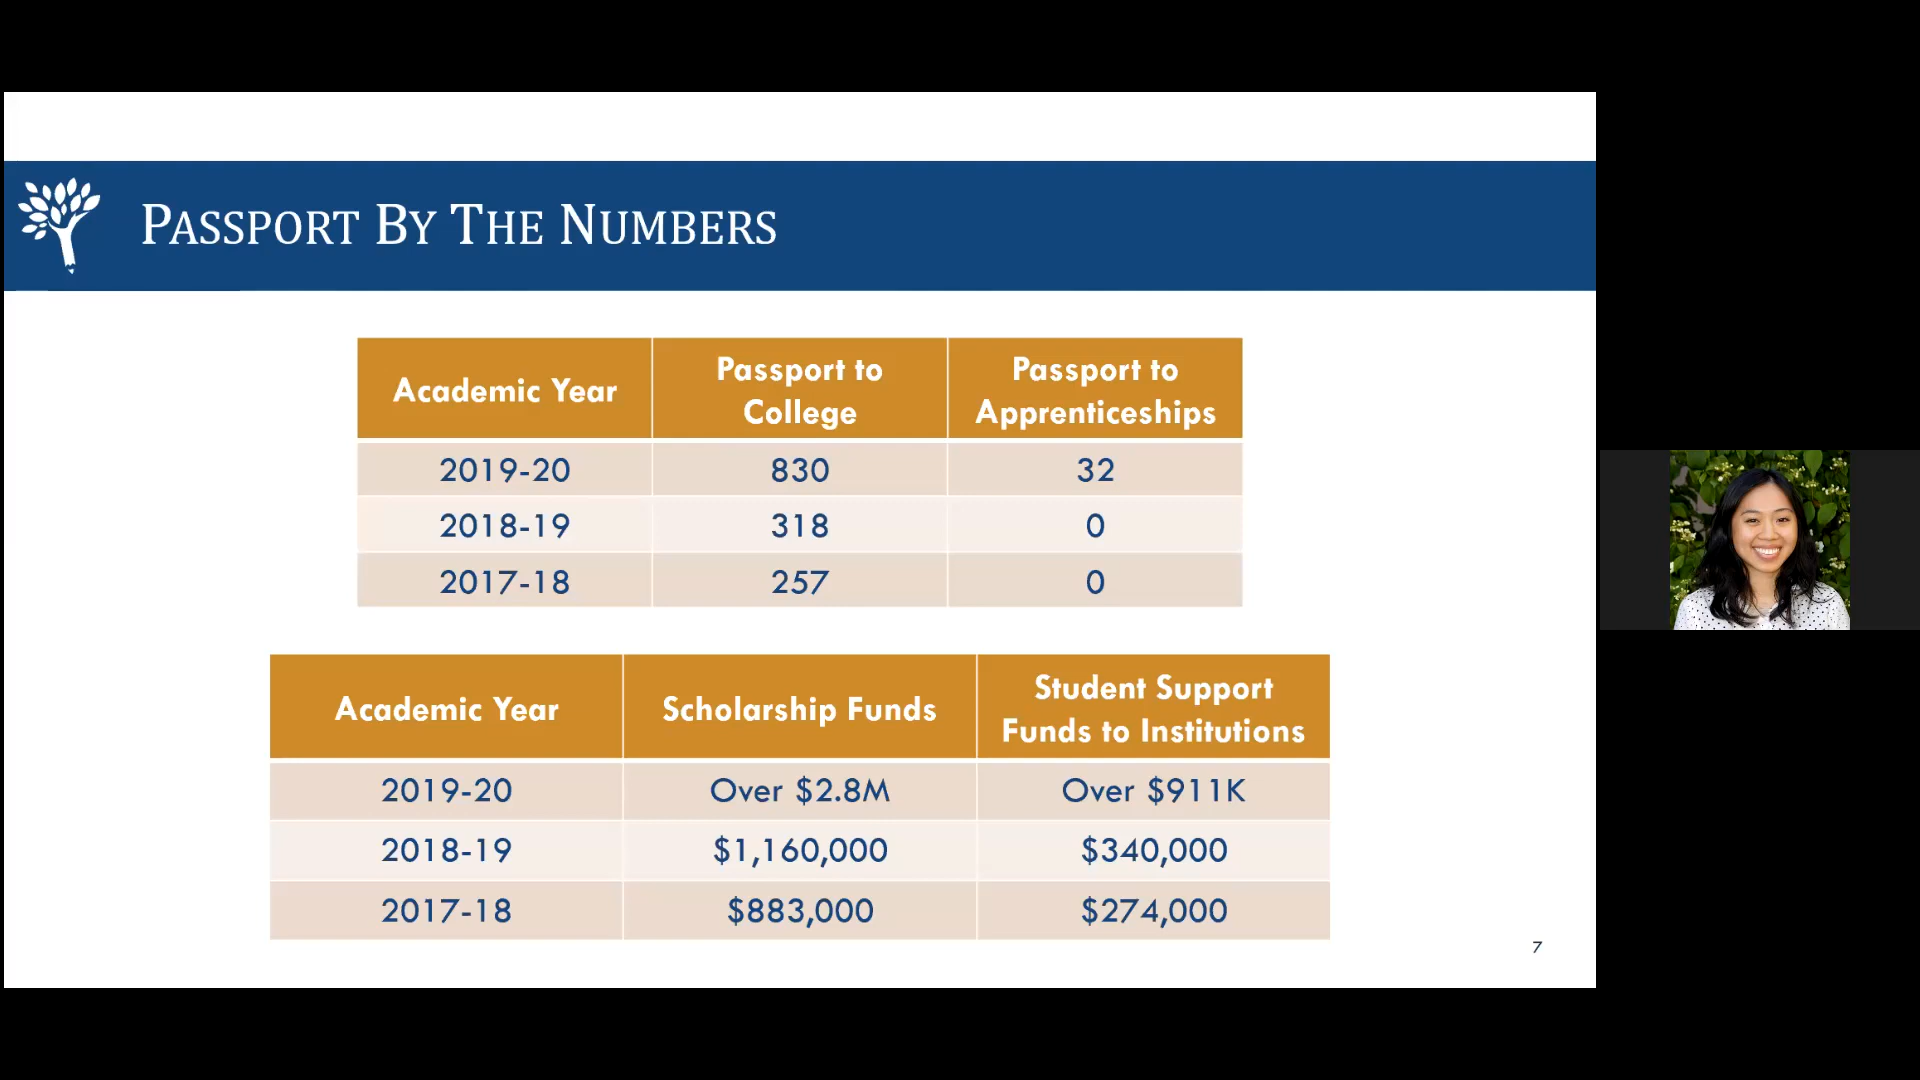 PASSPORT BY THE NUMBERS
Academic Year Passport to College Passport to Apprenticeships
2019-20 830 32
2018-19 318 0
2017-18 257 0
Academic Year Scholarship Funds Student Support Funds to Institutions
2019-20 Over $2.8M Over $911K
2018-19 $1,160,000 $340,000
2017-18 $883,000 $274,000
7